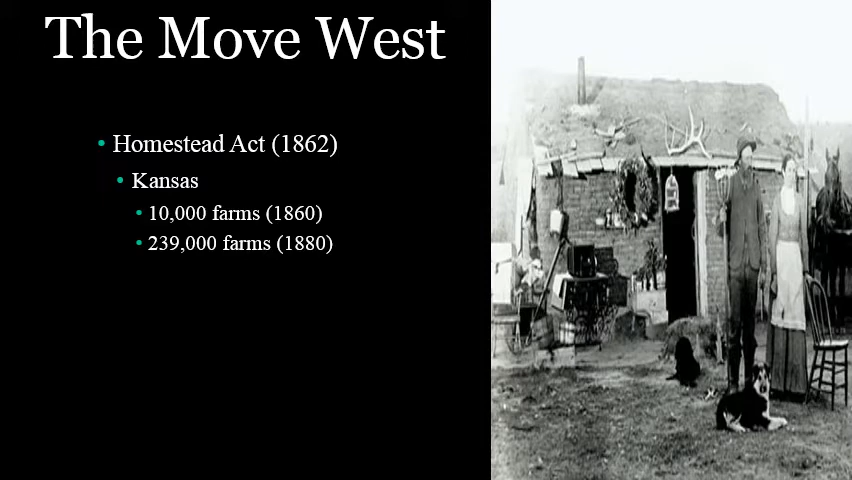 The Move West
• Homestead Act (1862)
• Kansas
• 10,000 farms (1860)
• 239,000 farms (1880)